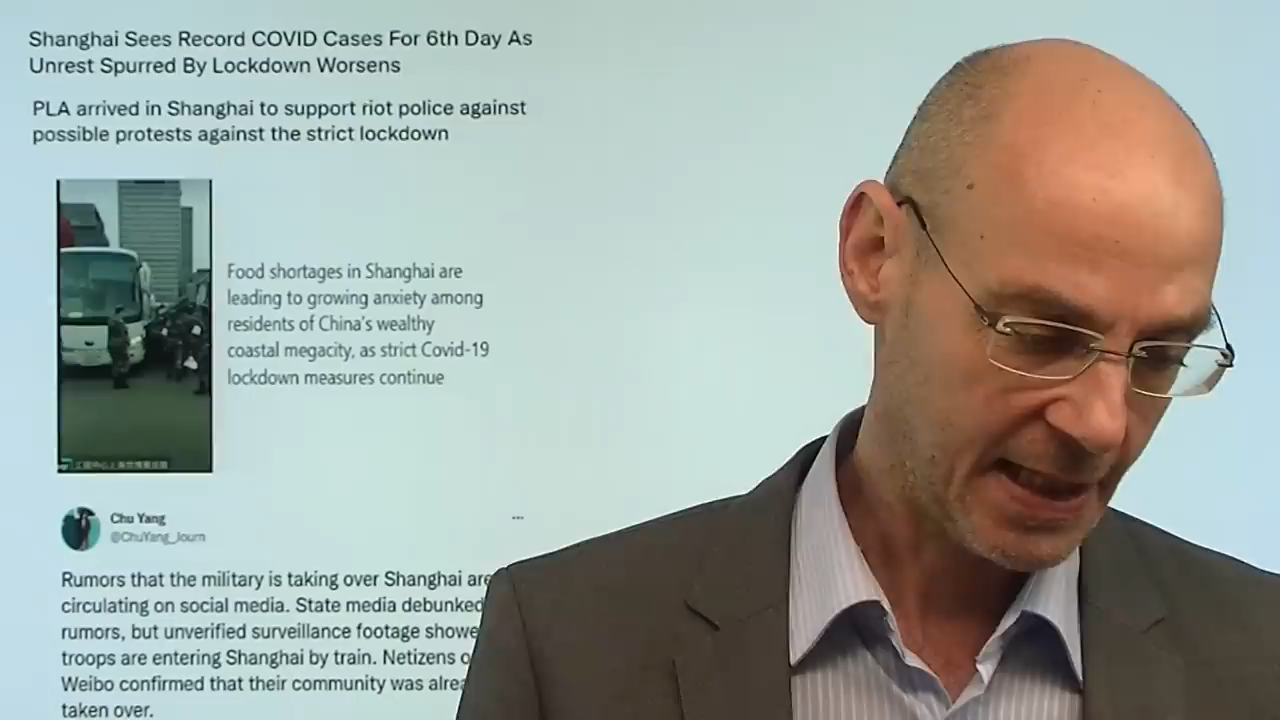 Shanghai Sees Record COVID Cases For 6th Day As
Unrest Spurred By Lockdown Worsens
PLA arrived in Shanghai to support riot police against
possible protests against the strict lockdown
Food shortages in Shanghai are
leading to growing anxiety among
residents of China's wealthy
coastal megacity, as strict Covid-19
lockdown measures continue
Chu Yang
@ChuYang_Journ
...
Rumors that the military is taking over Shanghai are
circulating on social media. State media debunked
rumors, but unverified surveillance footage showe
troops are entering Shanghai by train. Netizens o
Weibo confirmed that their community was alrea
taken over.